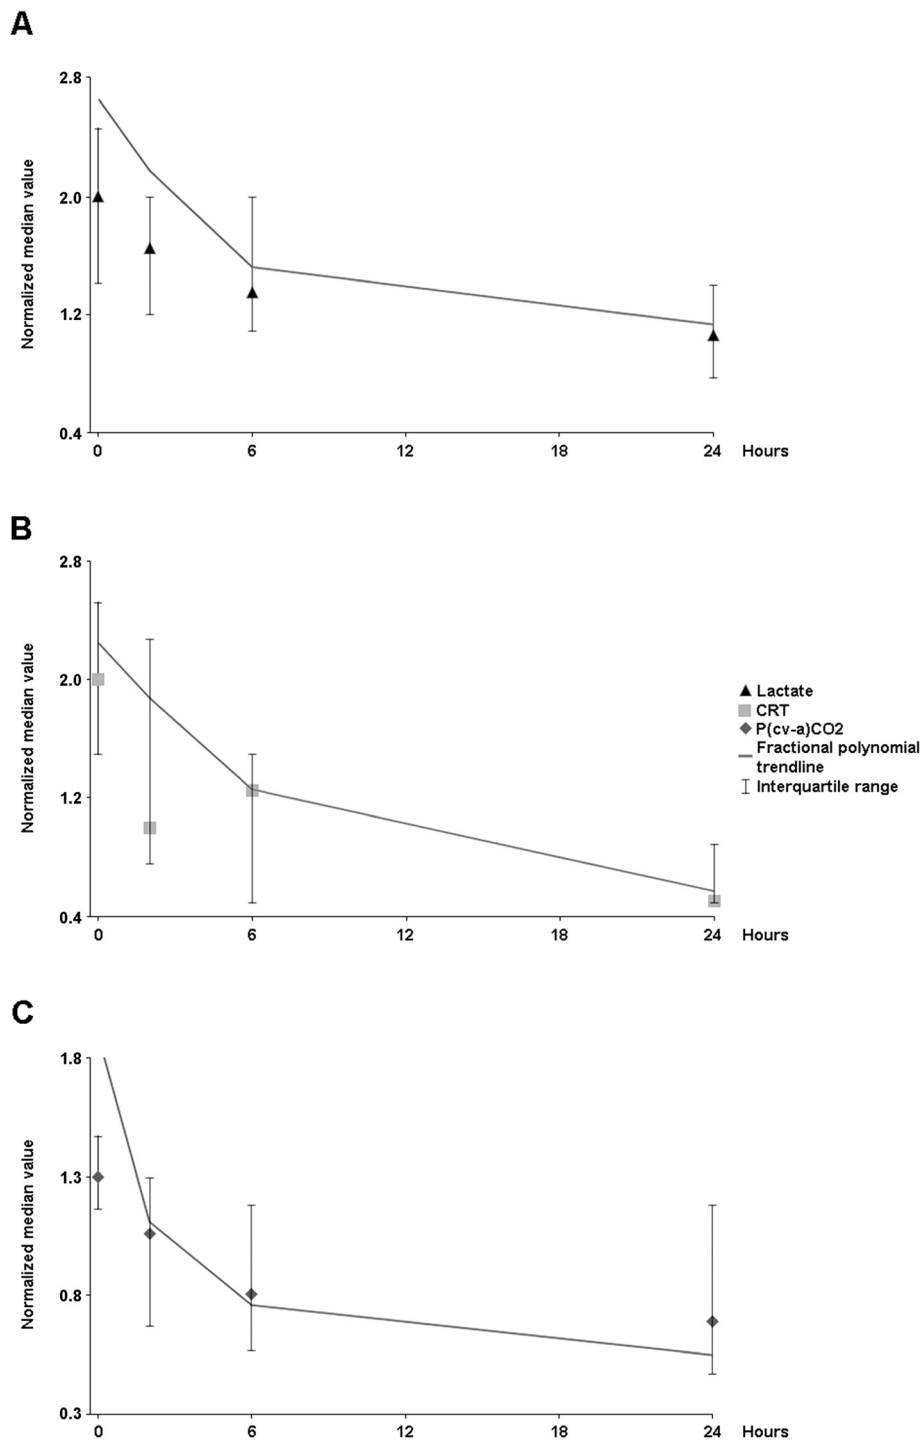 A
Normalized median value
2.8
2.0
1.2
0.4
0 6 12 18 24 Hours
B
Normalized median value
2.8
2.0
1.2
0.4
0 6 12 18 24 Hours
Lactate
CRT
P(cv-a)CO2
Fractional polynomial
trendline
Interquartile range
C
Normalized median value
1.8
1.3
0.8
0.3
0 6 12 18 24 Hours